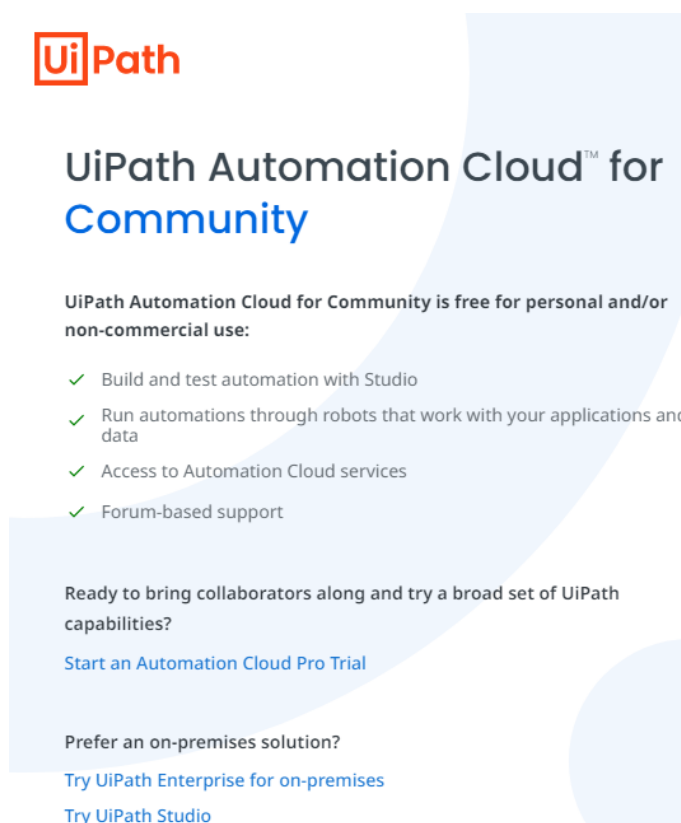 UiPath
UiPath Automation Cloud™ for
Community
UiPath Automation Cloud for Community is free for personal and/or
non-commercial use:
Build and test automation with Studio
Run automations through robots that work with your applications and
data
Access to Automation Cloud services
Forum-based support
Ready to bring collaborators along and try a broad set of UiPath
capabilities?
Start an Automation Cloud Pro Trial
Prefer an on-premises solution?
Try UiPath Enterprise for on-premises
Try UiPath Studio